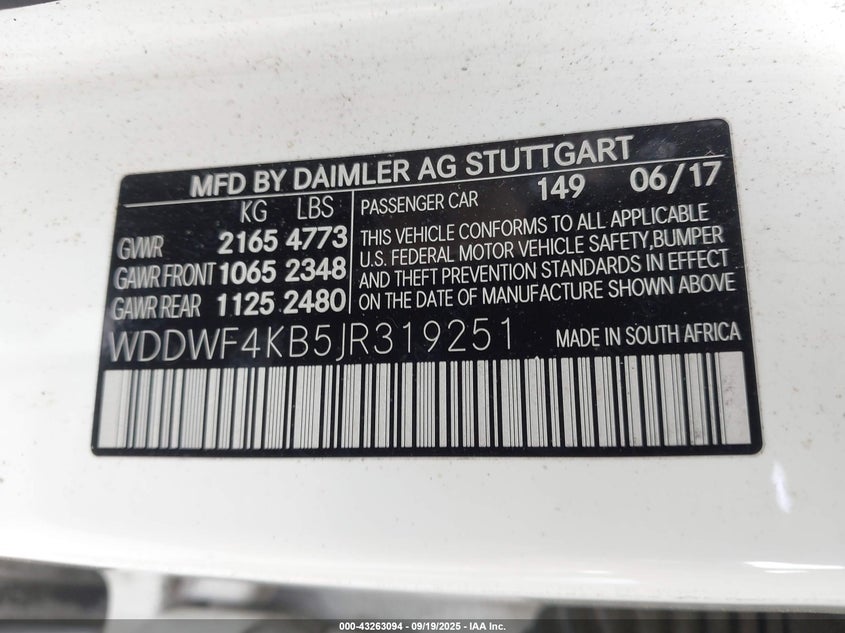 MFD BY DAIMLER AG STUTTGART
KG LBS
GVWR 2165 4773
GAWR FRONT 1065 2348
GAWR REAR 1125 2480
PASSENGER CAR 149 06/17
THIS VEHICLE CONFORMS TO ALL APPLICABLE
U.S. FEDERAL MOTOR VEHICLE SAFETY,BUMPER
AND THEFT PREVENTION STANDARDS IN EFFECT
ON THE DATE OF MANUFACTURE SHOWN ABOVE
WDDWF4KB5JR319251 MADE IN SOUTH AFRICA
000-43263094 - 09/19/2025 - IAA Inc.